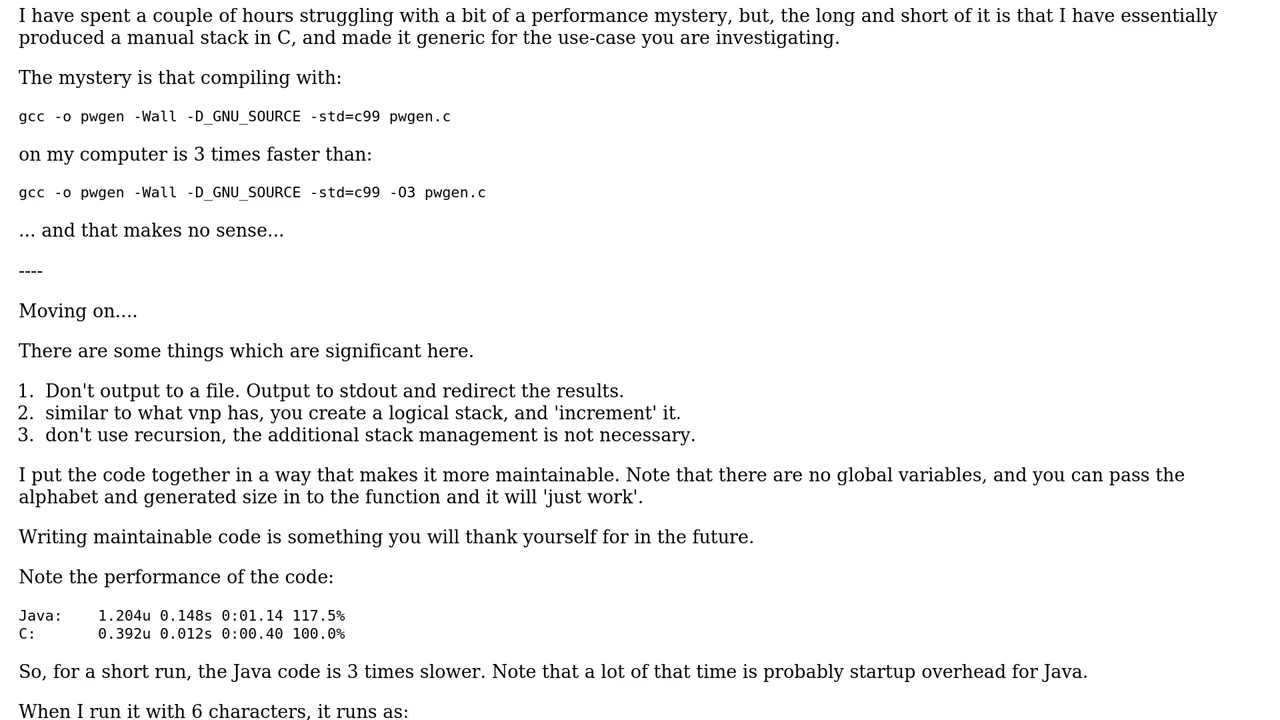 I have spent a couple of hours struggling with a bit of a performance mystery, but, the long and short of it is that I have essentially
produced a manual stack in C, and made it generic for the use-case you are investigating.
The mystery is that compiling with:
gcc -o pwgen -Wall -D_GNU_SOURCE -std=c99 pwgen.c
on my computer is 3 times faster than:
gcc -o pwgen -Wall -D_GNU_SOURCE -std=c99 -O3 pwgen.c
... and that makes no sense...
----
Moving on....
There are some things which are significant here.
1. Don't output to a file. Output to stdout and redirect the results.
2. similar to what vnp has, you create a logical stack, and 'increment' it.
3. don't use recursion, the additional stack management is not necessary.
I put the code together in a way that makes it more maintainable. Note that there are no global variables, and you can pass the
alphabet and generated size in to the function and it will 'just work'.
Writing maintainable code is something you will thank yourself for in the future.
Note the performance of the code:
Java:    1.204u 0.148s 0:01.14 117.5%
C:       0.392u 0.012s 0:00.40 100.0%
So, for a short run, the Java code is 3 times slower. Note that a lot of that time is probably startup overhead for Java.
When I run it with 6 characters, it runs as: